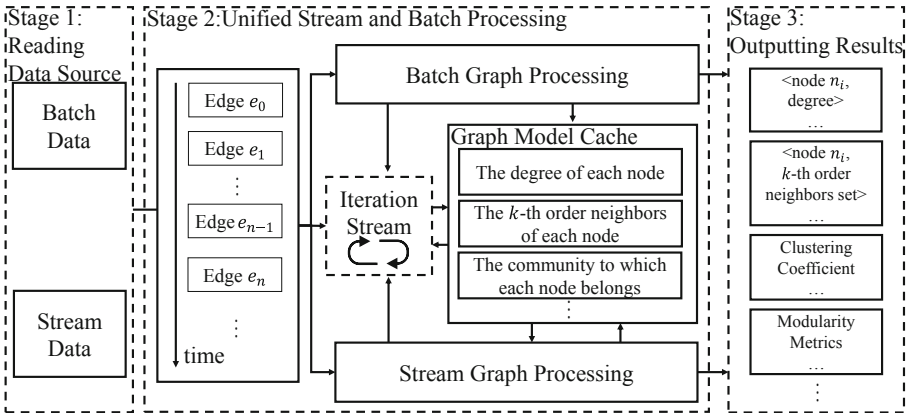 Stage 1:
Reading
Data Source
Batch
Data
Stream
Data
Stage 2:Unified Stream and Batch Processing
Edge e₀
Edge e₁
⋮
Edge eₙ₋₁
Edge eₙ
⋮
time
Batch Graph Processing
Iteration
Stream
Graph Model Cache
The degree of each node
The k-th order neighbors
of each node
The community to which
each node belongs
⋮
Stream Graph Processing
Stage 3:
Outputting Results
<node nᵢ,
degree>
…
<node nᵢ,
k-th order
neighbors set>
…
Clustering
Coefficient
…
Modularity
Metrics
…
⋮